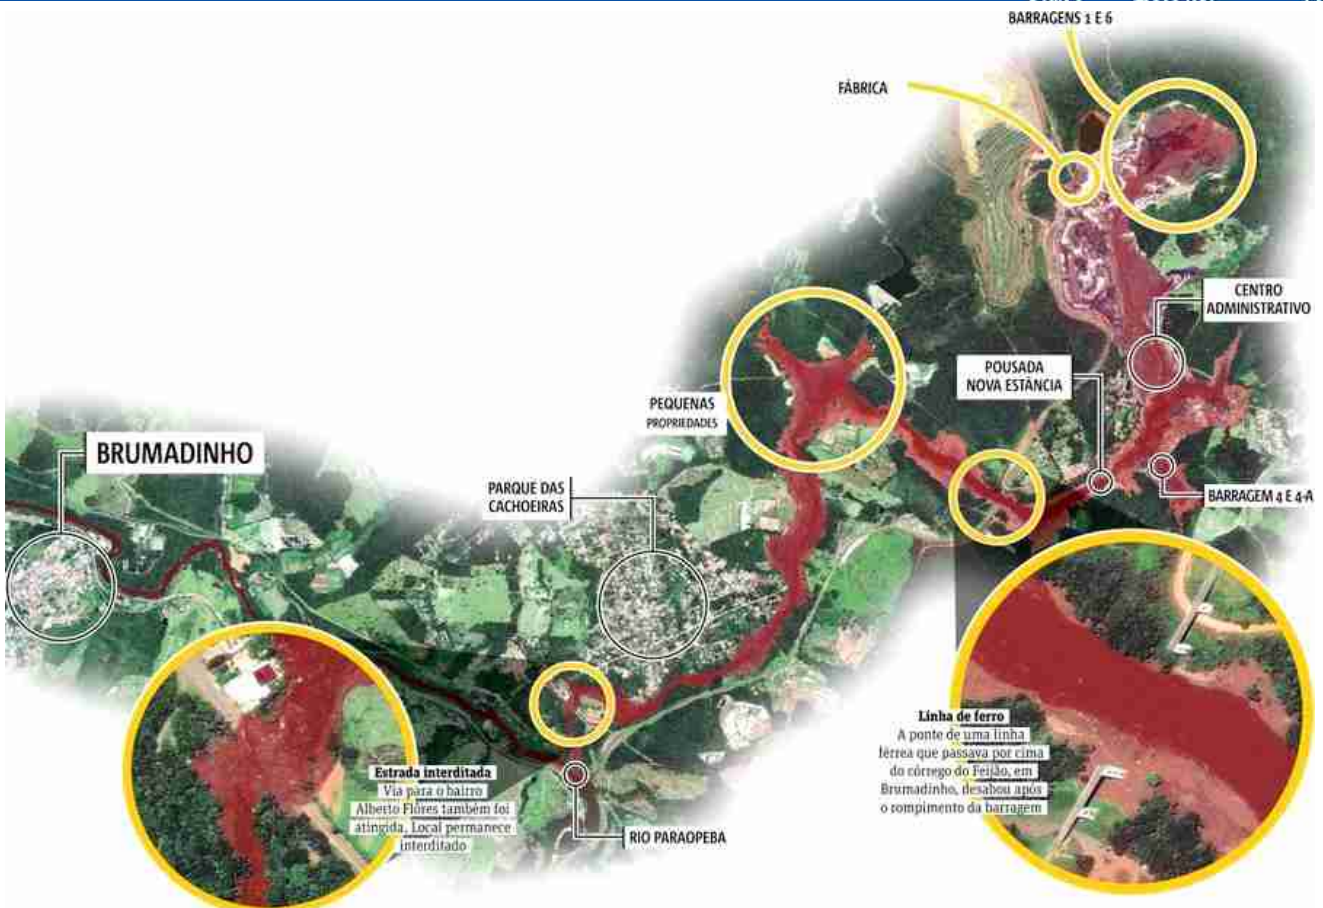 BARRAGENS 1 E 6
FÁBRICA
CENTRO
ADMINISTRATIVO
POUSADA
NOVA ESTÂNCIA
PEQUENAS
PROPRIEDADES
BRUMADINHO
PARQUE DAS
CACHOEIRAS
BARRAGEM 4 E 4-A
Linha de ferro
A ponte de uma linha
férrea que passava por cima
do córrego do Feijão, em
Brumadinho, desabou após
o rompimento da barragem
Estrada interditada
Via para o bairro
Alberto Flores também foi
atingida. Local permanece
interditado
RIO PARAOPEBA